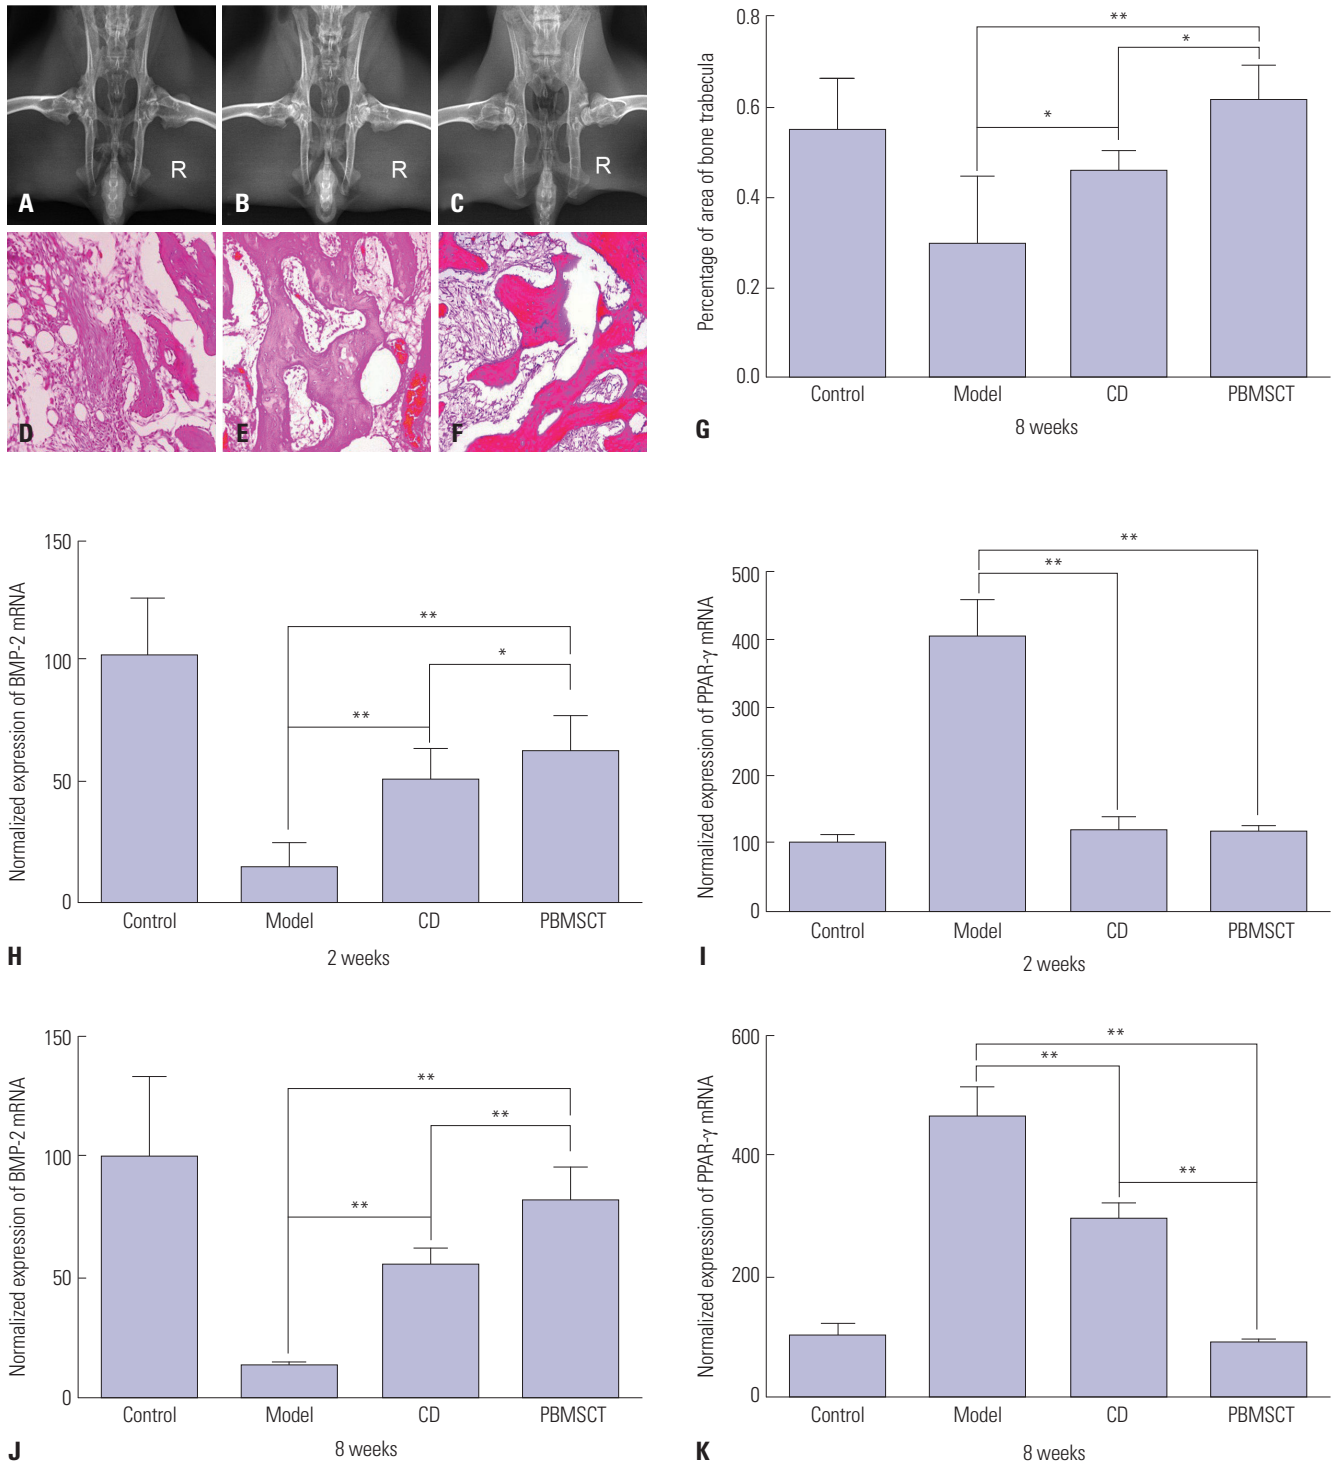 R
A
R
B
R
C
D
E
F
Percentage of area of bone trabecula
0.8
0.6
0.4
0.2
0.0
**
*
*
Control Model CD PBMSCT
8 weeks
G
Normalized expression of BMP-2 mRNA
150
100
50
0
**
*
**
Control Model CD PBMSCT
2 weeks
H
Normalized expression of PPAR-γ mRNA
500
400
300
200
100
0
**
**
Control Model CD PBMSCT
2 weeks
I
Normalized expression of BMP-2 mRNA
150
100
50
0
**
**
**
Control Model CD PBMSCT
8 weeks
J
Normalized expression of PPAR-γ mRNA
600
400
200
0
**
**
**
Control Model CD PBMSCT
8 weeks
K